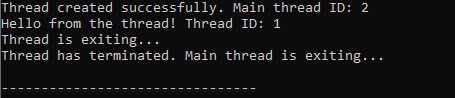 Thread created successfully. Main thread ID: 2
Hello from the thread! Thread ID: 1
Thread is exiting...
Thread has terminated. Main thread is exiting...
--------------------------------